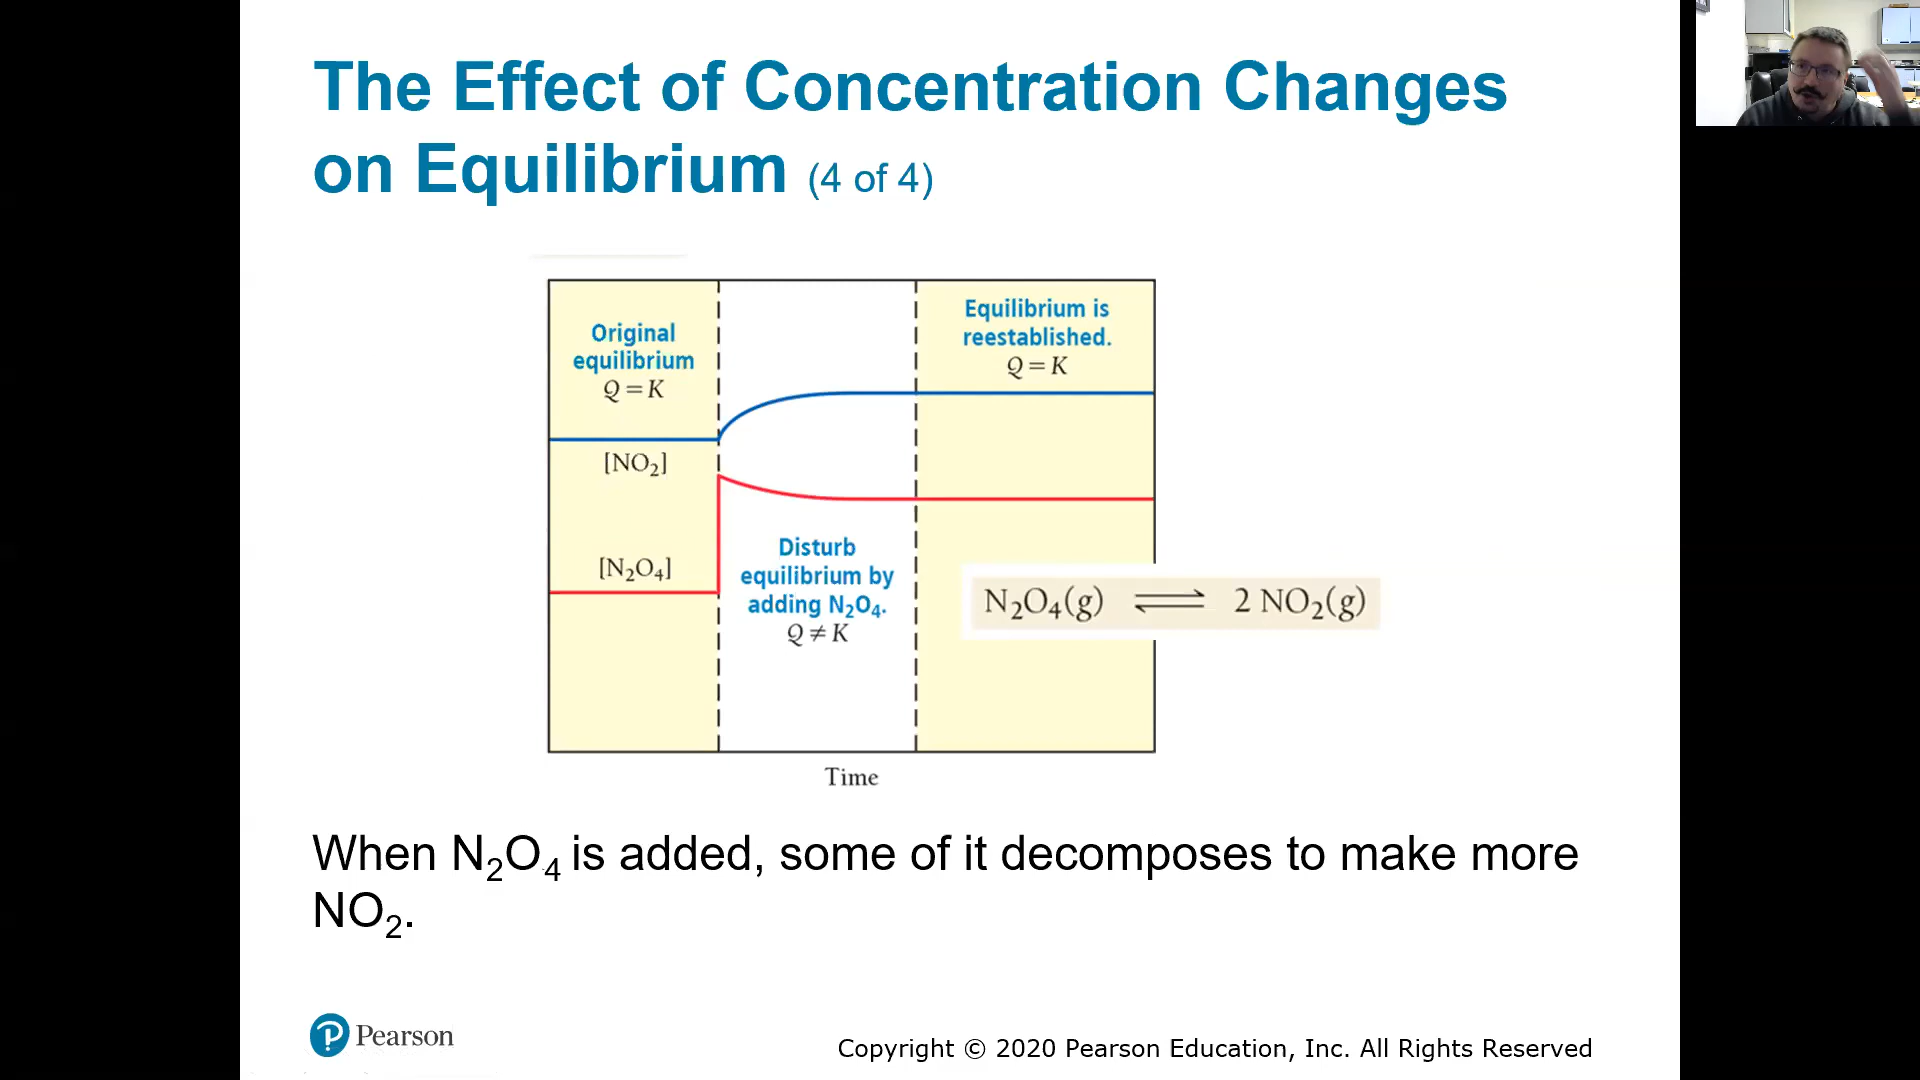 The Effect of Concentration Changes
on Equilibrium (4 of 4)
Original
equilibrium
Q = K
[NO₂]
[N₂O₄]
Disturb
equilibrium by
adding N₂O₄.
Q ≠ K
Equilibrium is
reestablished.
Q = K
N₂O₄(g) ⇌ 2 NO₂(g)
Time
When N₂O₄ is added, some of it decomposes to make more
NO₂.
Pearson
Copyright © 2020 Pearson Education, Inc. All Rights Reserved